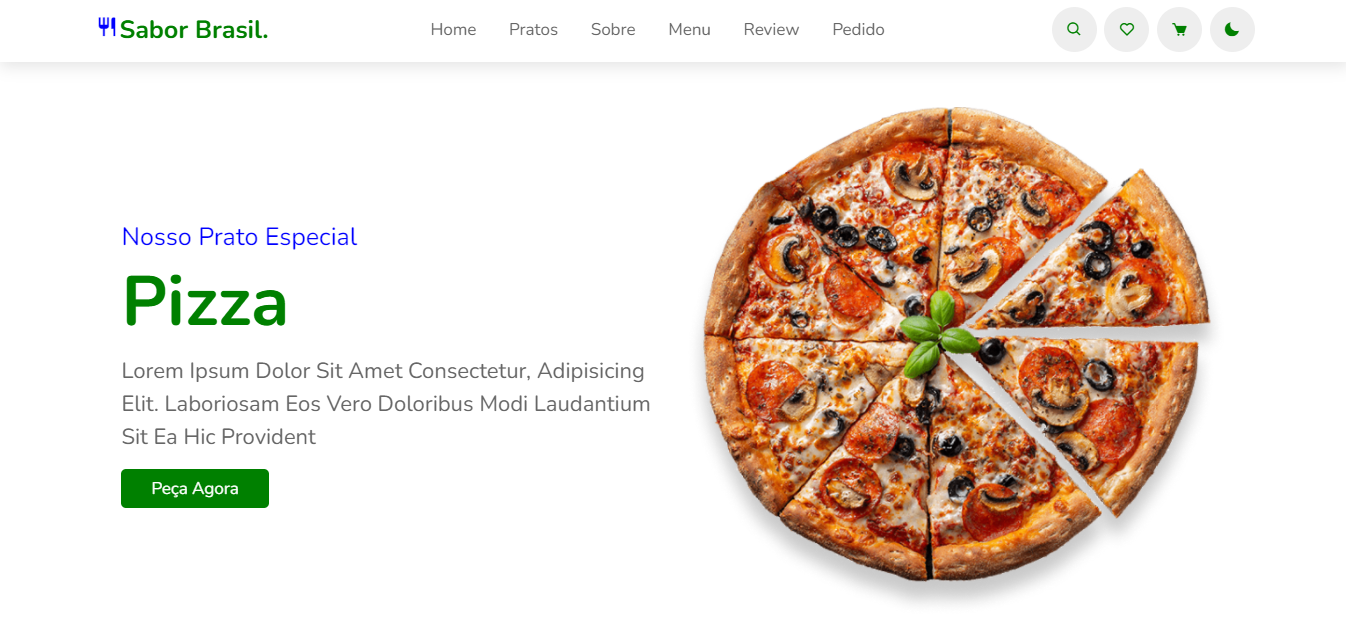 Sabor Brasil.
Home Pratos Sobre Menu Review Pedido
Nosso Prato Especial
Pizza
Lorem Ipsum Dolor Sit Amet Consectetur, Adipisicing
Elit. Laboriosam Eos Vero Doloribus Modi Laudantium
Sit Ea Hic Provident
Peça Agora